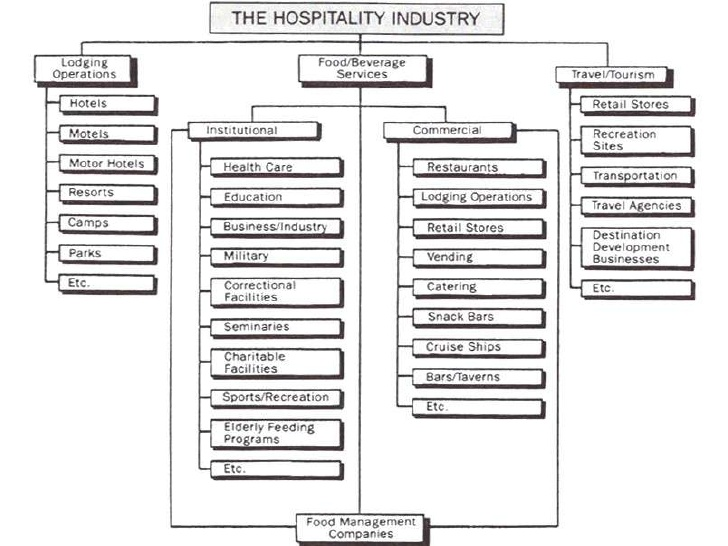 THE HOSPITALITY INDUSTRY
Lodging
Operations
Hotels
Motels
Motor Hotels
Resorts
Camps
Parks
Etc.
Food/Beverage
Services
Institutional
Health Care
Education
Business/Industry
Military
Correctional
Facilities
Seminaries
Charitable
Facilities
Sports/Recreation
Elderly Feeding
Programs
Etc.
Commercial
Restaurants
Lodging Operations
Retail Stores
Vending
Catering
Snack Bars
Cruise Ships
Bars/Taverns
Etc.
Food Management
Companies
Travel/Tourism
Retail Stores
Recreation
Sites
Transportation
Travel Agencies
Destination
Development
Businesses
Etc.